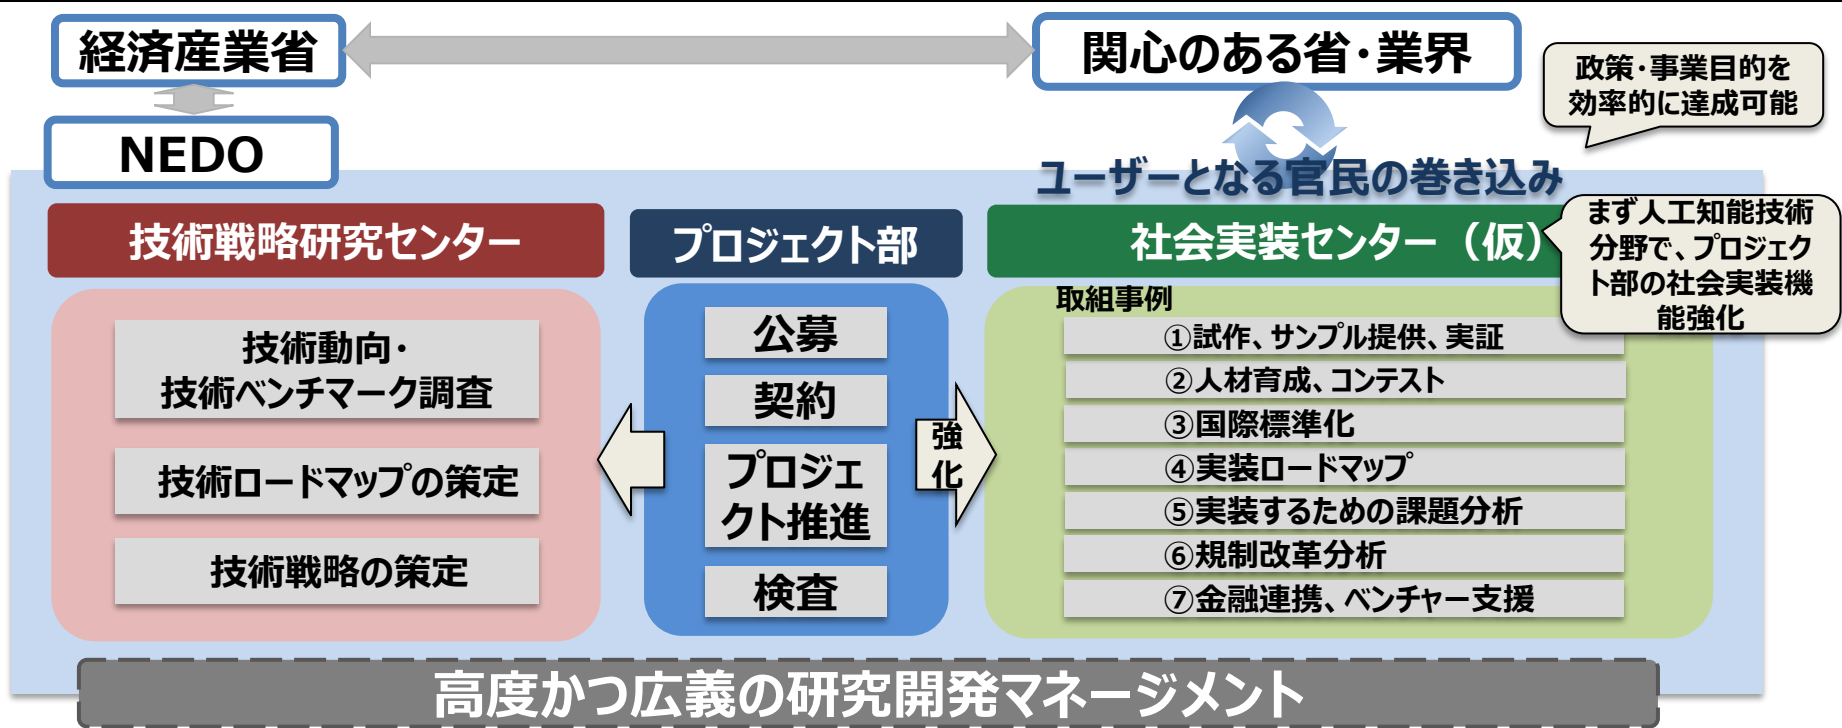 経済産業省
関心のある省・業界
政策・事業目的を
効率的に達成可能
NEDO
ユーザーとなる官民の巻き込み
技術戦略研究センター
プロジェクト部
社会実装センター（仮）
まず人工知能技術
分野で、プロジェク
ト部の社会実装機
能強化
技術動向・
技術ベンチマーク調査
技術ロードマップの策定
技術戦略の策定
公募
契約
プロジェ
クト推進
検査
強
化
取組事例
①試作、サンプル提供、実証
②人材育成、コンテスト
③国際標準化
④実装ロードマップ
⑤実装するための課題分析
⑥規制改革分析
⑦金融連携、ベンチャー支援
高度かつ広義の研究開発マネージメント